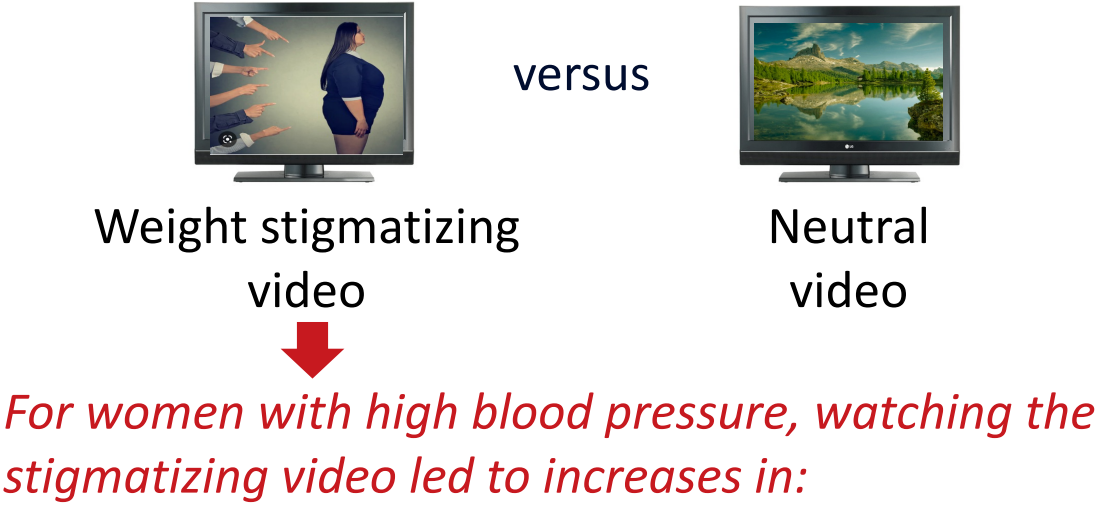 versus
Weight stigmatizing
video
Neutral
video
For women with high blood pressure, watching the
stigmatizing video led to increases in: